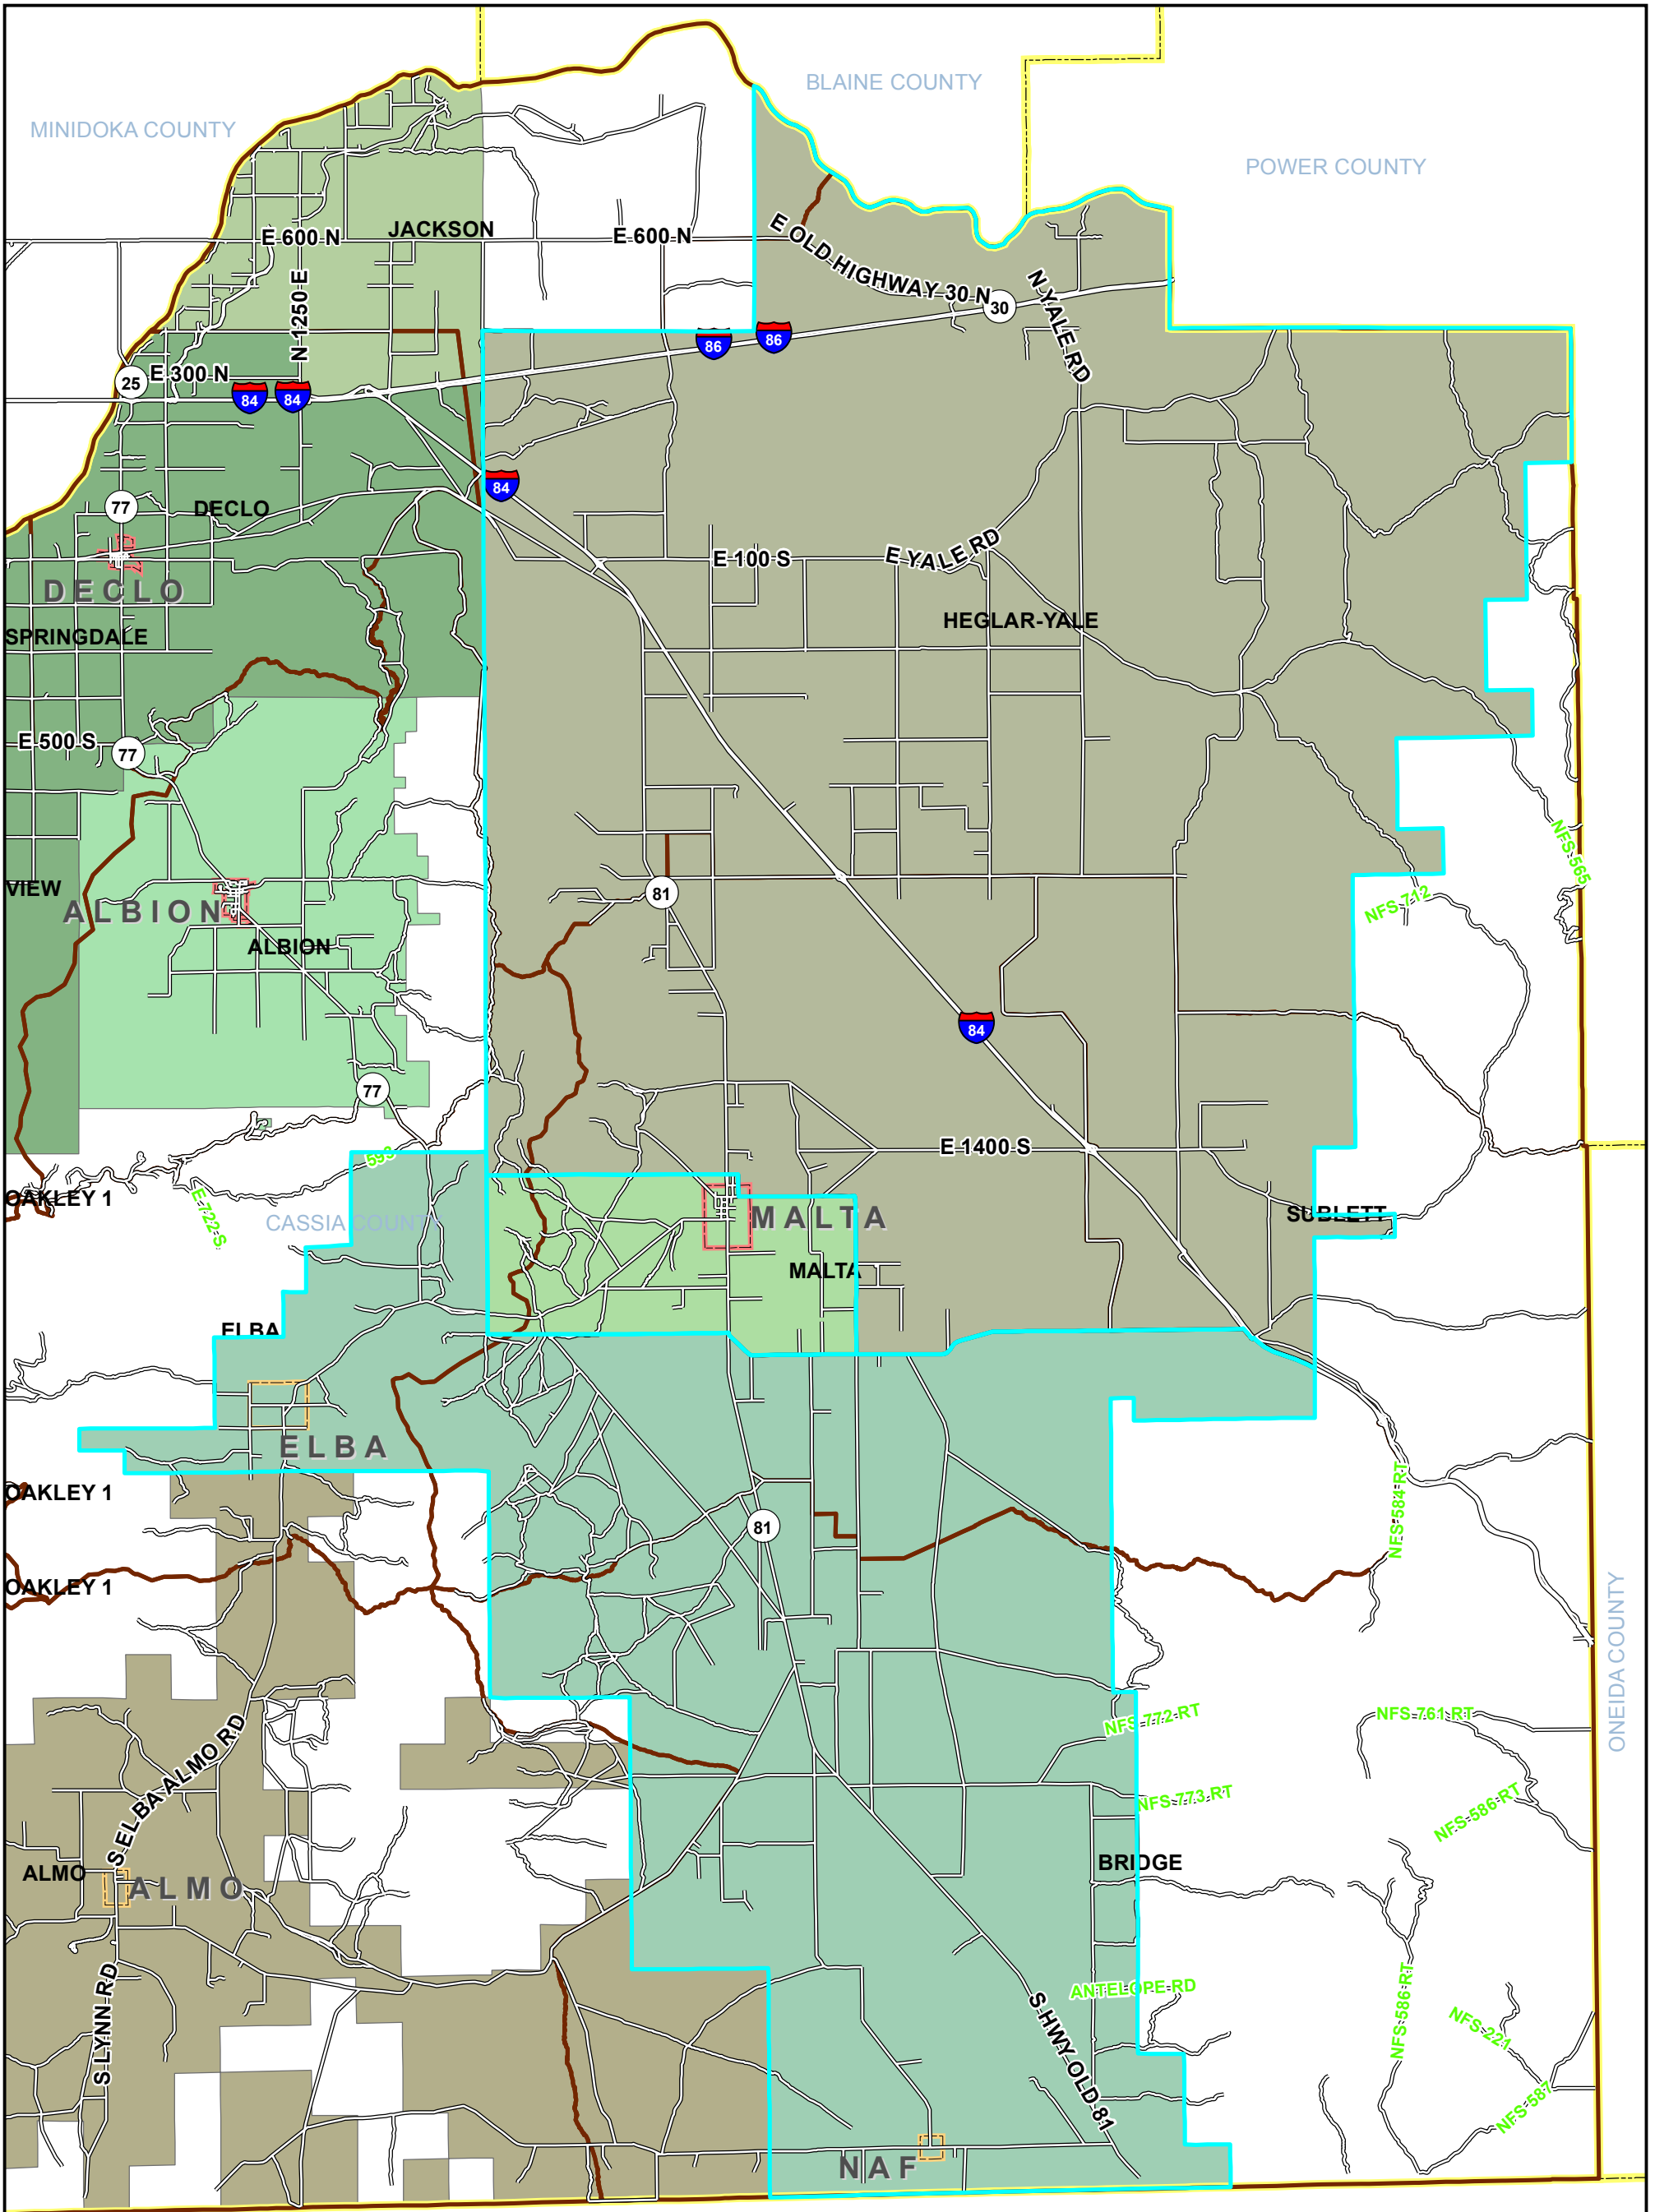 BLAINE COUNTY
MINIDOKA COUNTY
POWER COUNTY
JACKSON
E 600 N
E 600 N
E OLD HIGHWAY 30 N
30
N YALE RD
N 1250 E
86
86
25
E 300 N
84
84
84
77
DECLO
DECLO
E 100 S
E YALE RD
HEGLAR-YALE
SPRINGDALE
E 500 S
77
NFS 565
VIEW
81
NFS 712
ALBION
ALBION
84
77
E 1400 S
593
OAKLEY 1
E 722 S
CASSIA COUNTY
MALTA
SUBLETT
MALTA
ELBA
ELBA
OAKLEY 1
NFS 584 RT
81
OAKLEY 1
ONEIDA COUNTY
NFS 772 RT
NFS 761 RT
S ELBA ALMO RD
NFS 773 RT
NFS 586 RT
BRIDGE
ALMO
ALMO
ANTELOPE RD
S LYNN RD
S HWY OLD 81
NFS 586 RT
NFS 221
NFS 587
NAF